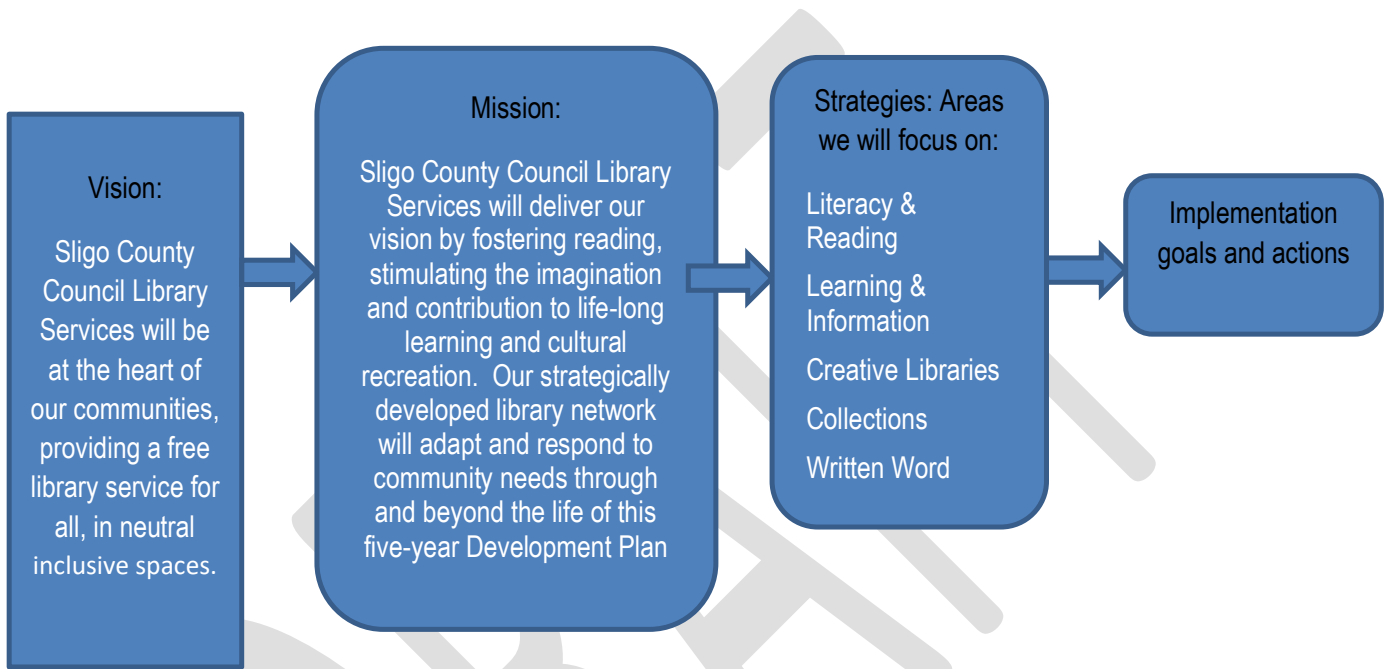 Vision:
Sligo County
Council Library
Services will be
at the heart of
our communities,
providing a free
library service for
all, in neutral
inclusive spaces.
Mission:
Sligo County Council Library
Services will deliver our
vision by fostering reading,
stimulating the imagination
and contribution to life-long
learning and cultural
recreation.  Our strategically
developed library network
will adapt and respond to
community needs through
and beyond the life of this
five-year Development Plan
Strategies: Areas
we will focus on:
Literacy &
Reading
Learning &
Information
Creative Libraries
Collections
Written Word
Implementation
goals and actions